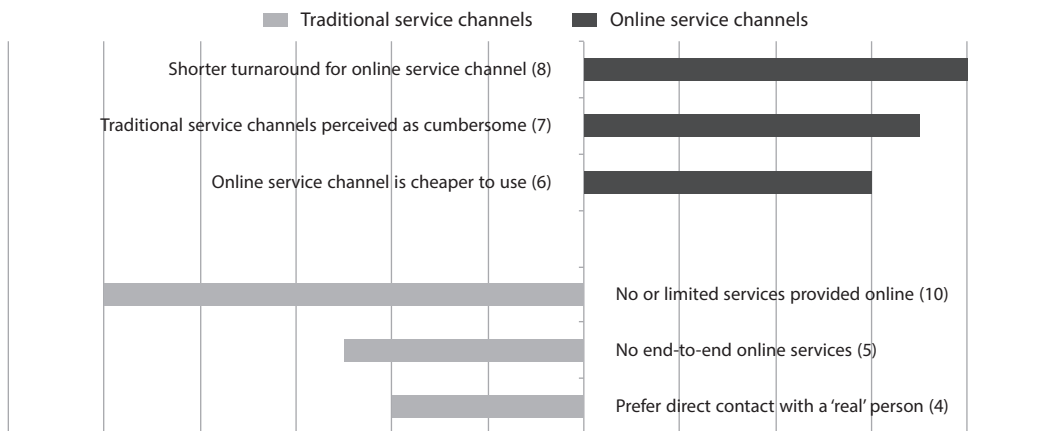 Traditional service channels
Online service channels
Shorter turnaround for online service channel (8)
Traditional service channels perceived as cumbersome (7)
Online service channel is cheaper to use (6)
No or limited services provided online (10)
No end-to-end online services (5)
Prefer direct contact with a ‘real’ person (4)